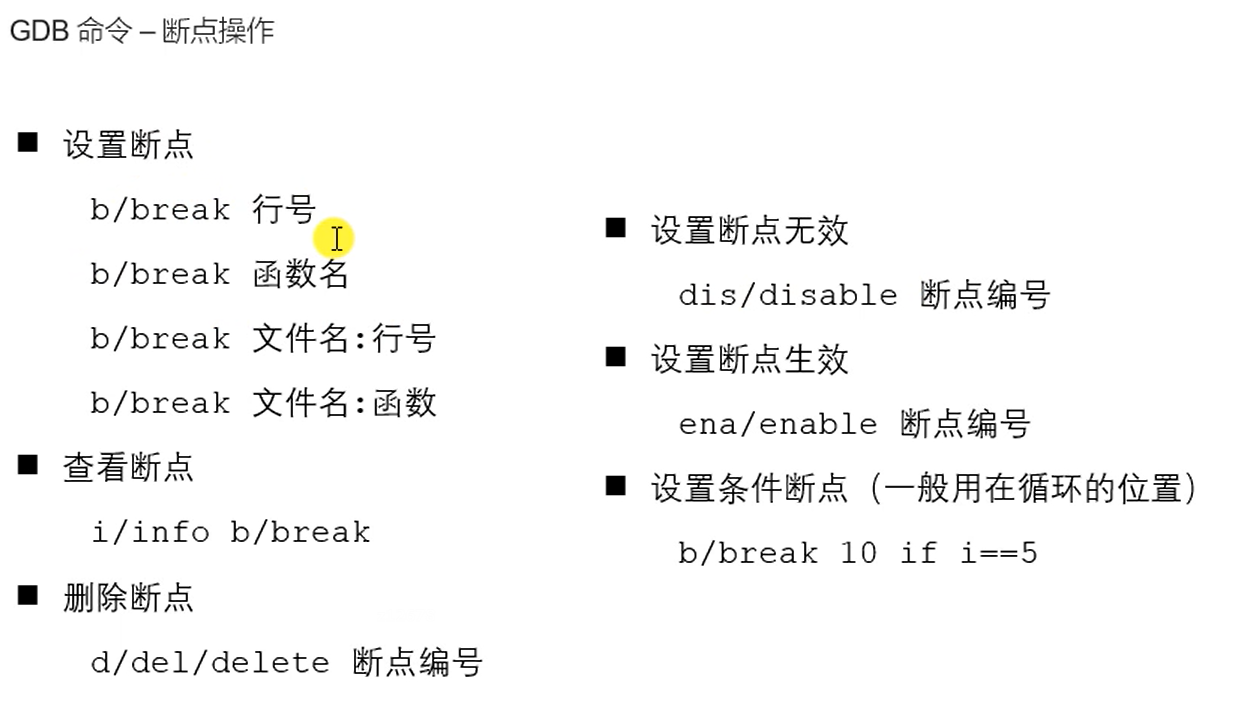 GDB 命令 – 断点操作
■ 设置断点
b/break 行号
b/break 函数名
b/break 文件名:行号
b/break 文件名:函数
■ 查看断点
i/info b/break
■ 删除断点
d/del/delete 断点编号
■ 设置断点无效
dis/disable 断点编号
■ 设置断点生效
ena/enable 断点编号
■ 设置条件断点（一般用在循环的位置）
b/break 10 if i==5